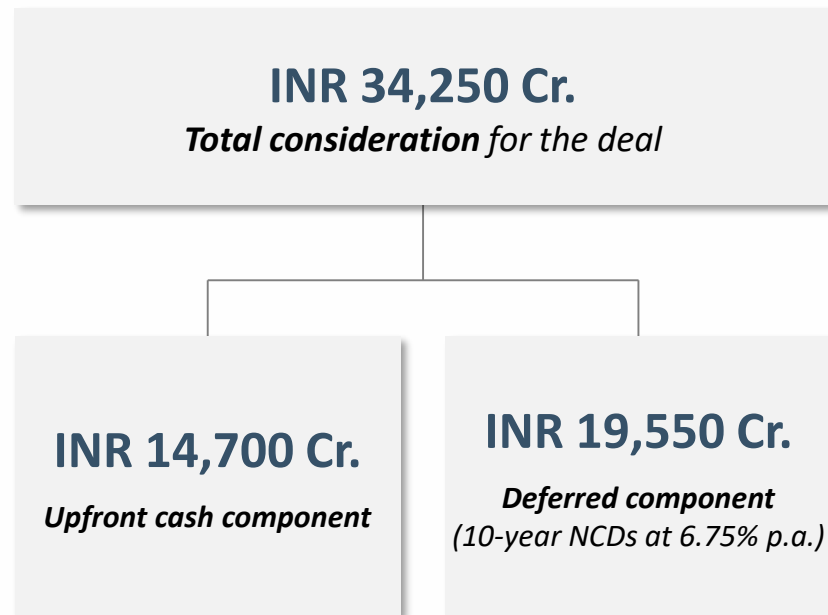 INR 34,250 Cr.
Total consideration for the deal
INR 14,700 Cr.
Upfront cash component
INR 19,550 Cr.
Deferred component
(10-year NCDs at 6.75% p.a.)